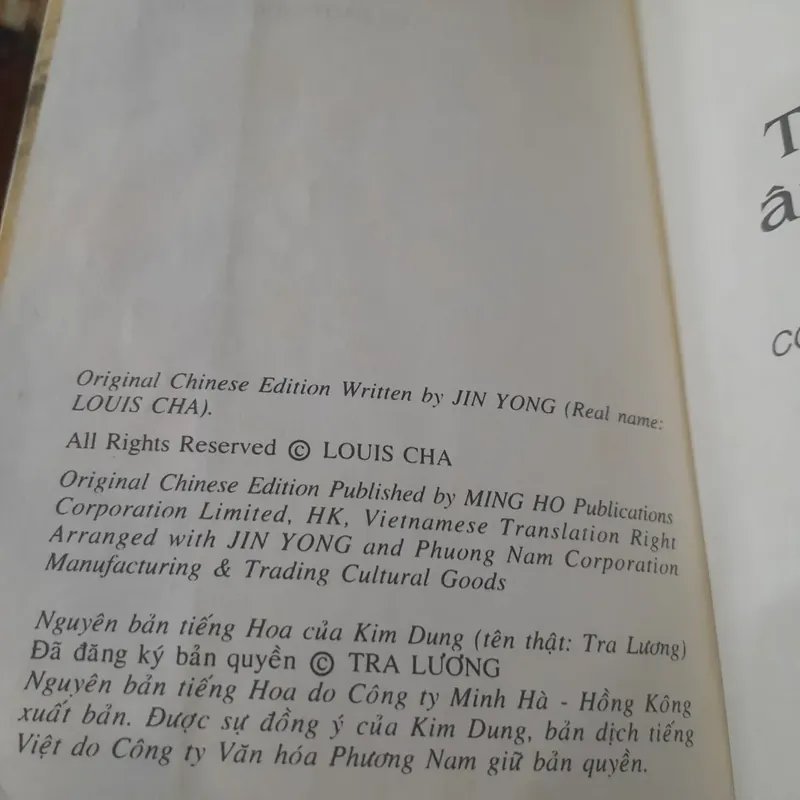 Original Chinese Edition Written by JIN YONG (Real name:
LOUIS CHA).
All Rights Reserved © LOUIS CHA
Original Chinese Edition Published by MING HO Publications
Corporation Limited, HK, Vietnamese Translation Right
Arranged with JIN YONG and Phuong Nam Corporation
Manufacturing & Trading Cultural Goods
Nguyên bản tiếng Hoa của Kim Dung (tên thật: Tra Lương)
Đã đăng ký bản quyền © TRA LƯƠNG
Nguyên bản tiếng Hoa do Công ty Minh Hà - Hồng Kông
xuất bản. Được sự đồng ý của Kim Dung, bản dịch tiếng
Việt do Công ty Văn hóa Phương Nam giữ bản quyền.